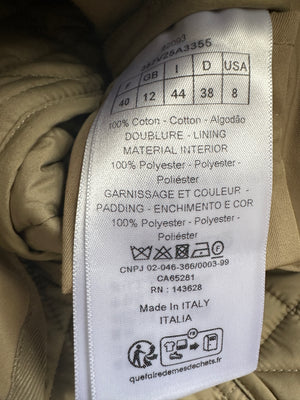 F GB I D USA
40 12 44 38 8
100% Cotton - Cotton - Algodão
DOUBLURE - LINING
MATERIAL INTERIOR
100% Polyester - Polyester -
Poliéster
GARNISSAGE ET COULEUR -
PADDING - ENCHIMENTO E COR
100% Polyester - Polyester -
Poliéster
CNPJ 02-046-366/0003-99
CA65281
RN : 143628
Made In ITALY
ITALIA
FR
quefairedemesdechets.fr